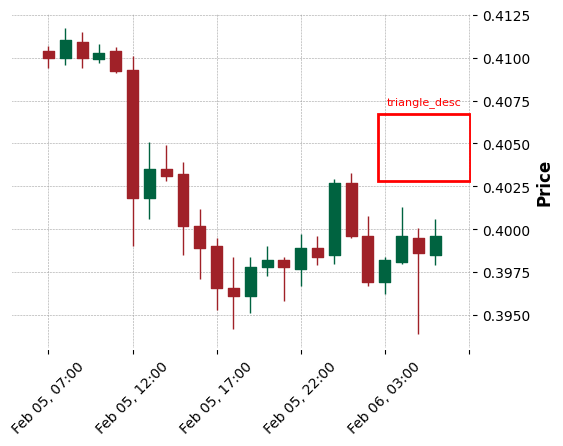 0.4125
0.4100
0.4075
0.4050
0.4025
0.4000
0.3975
0.3950
Price
triangle_desc
Feb 05, 07:00
Feb 05, 12:00
Feb 05, 17:00
Feb 05, 22:00
Feb 06, 03:00